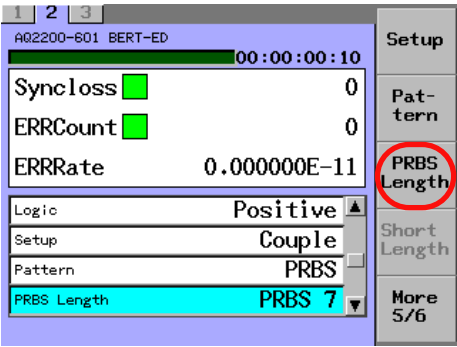 1 2 3
AQ2200-601 BERT-ED
00:00:00:10
Syncloss 0
ERRCount 0
ERRRate 0.000000E-11
Logic Positive
Setup Couple
Pattern PRBS
PRBS Length PRBS 7
Setup
Pat-
tern
PRBS
Length
Short
Length
More
5/6